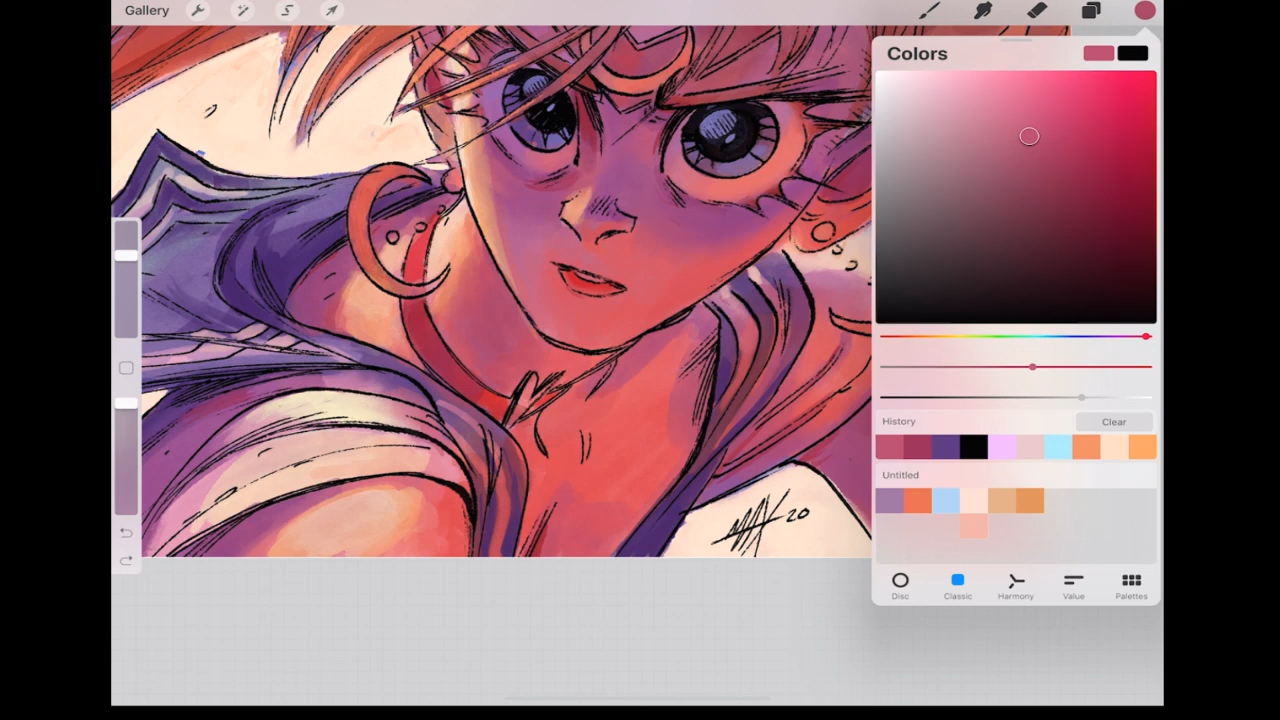 Gallery
Colors
History
Clear
Untitled
Disc
Classic
Harmony
Value
Palettes
20